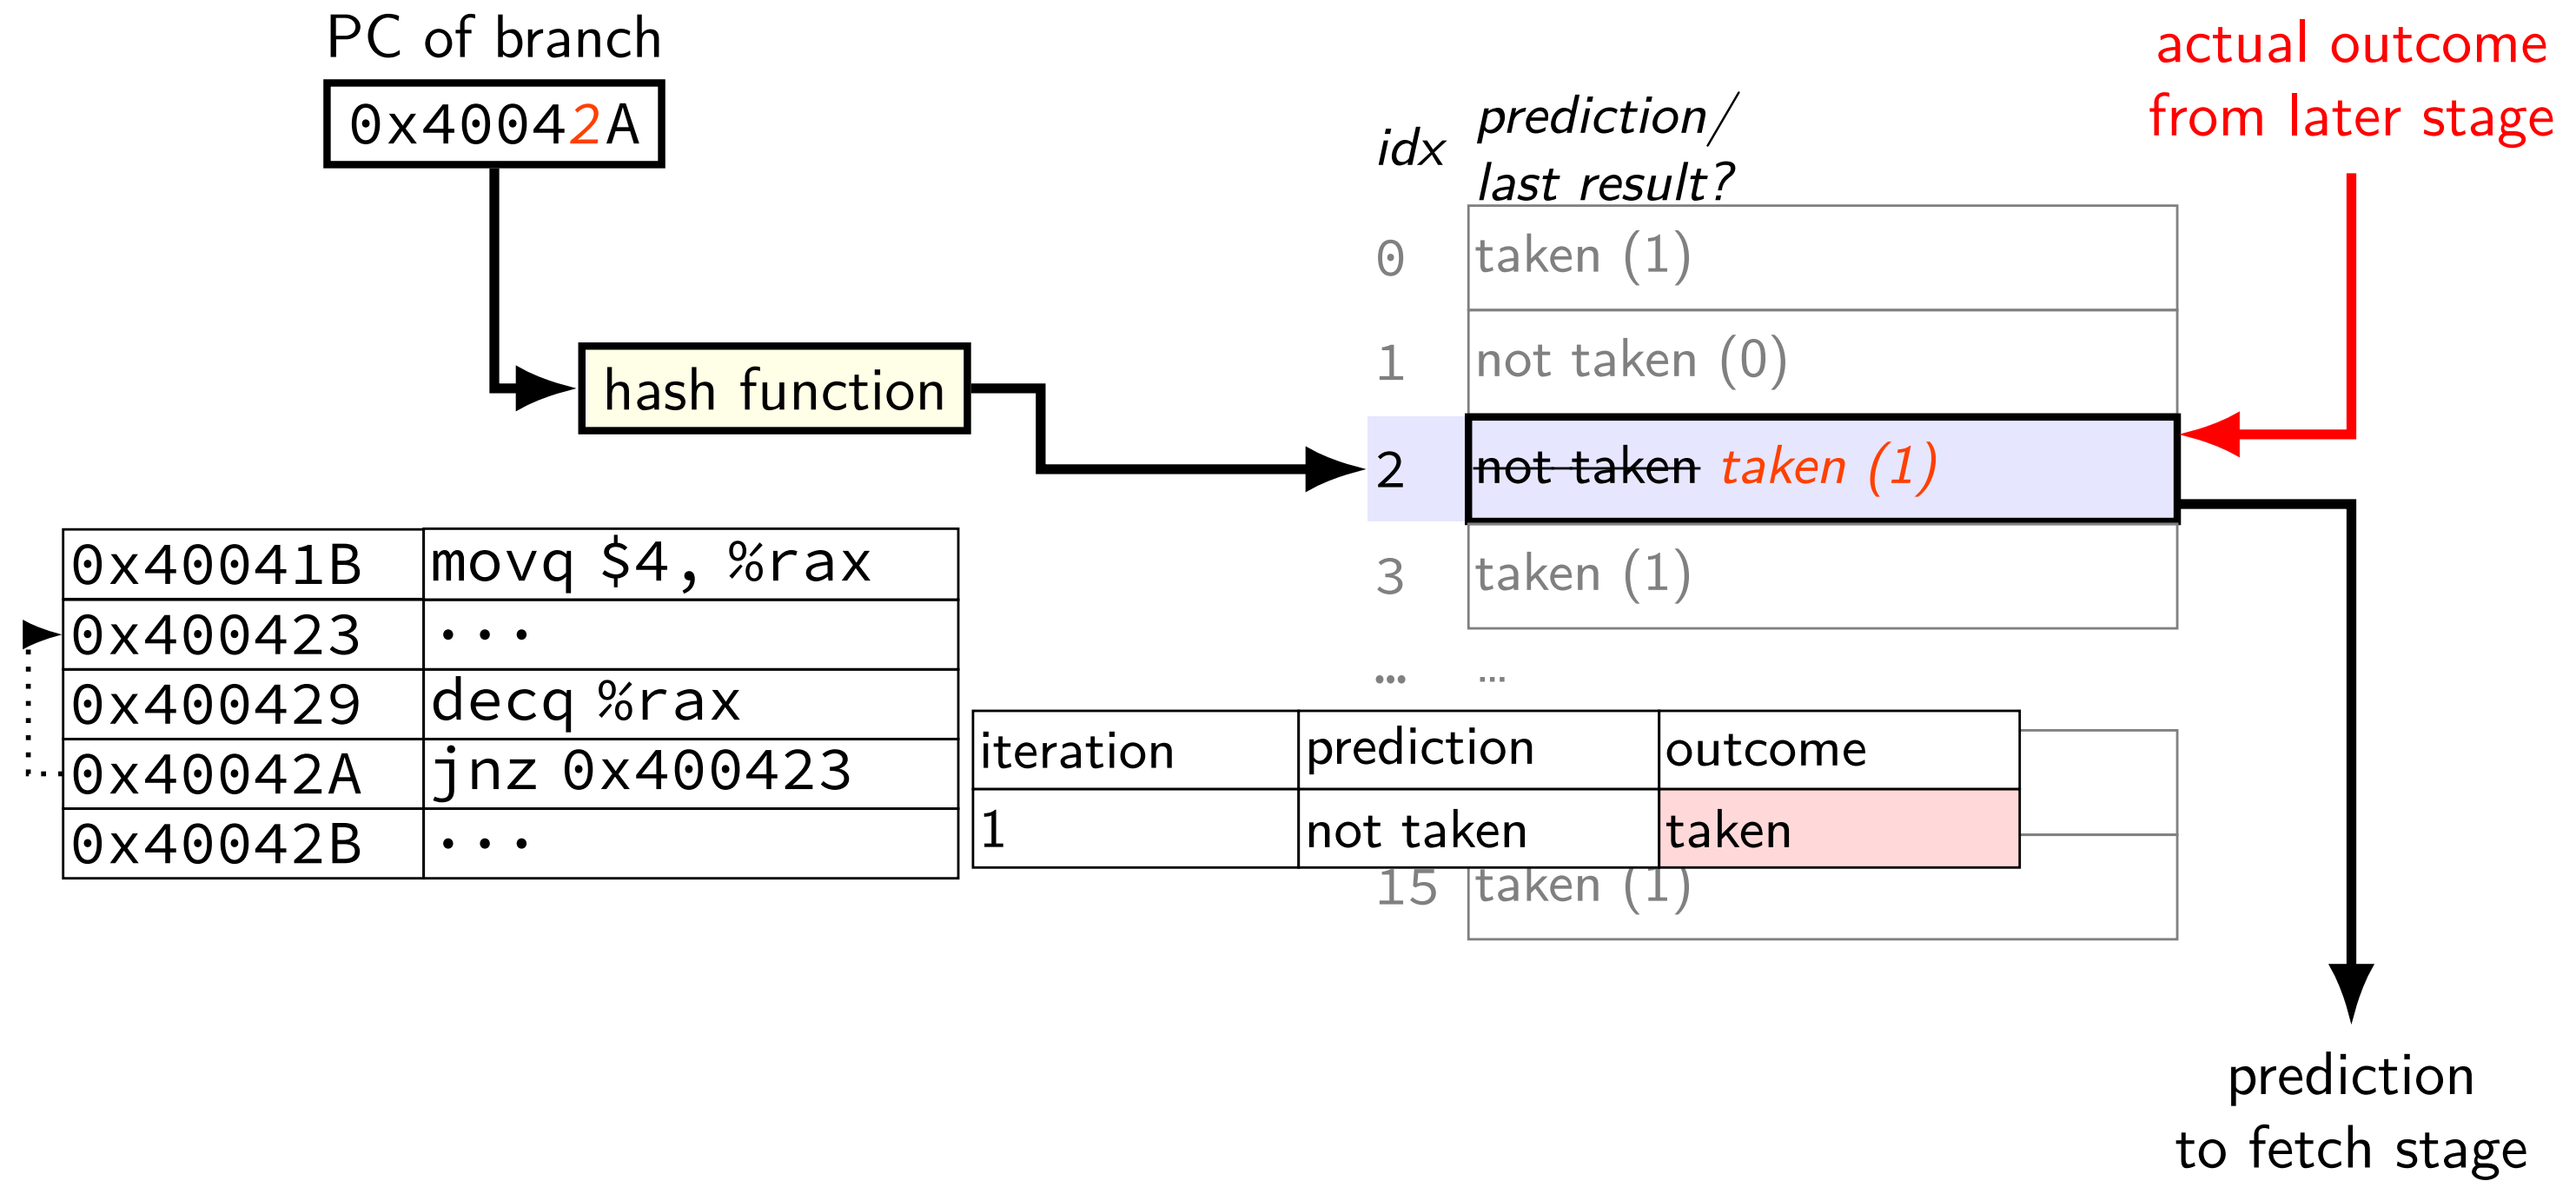 PC of branch
0x40042A
hash function
actual outcome
from later stage
idx
prediction/
last result?
0 taken (1)
1 not taken (0)
2 not taken taken (1)
3 taken (1)
... ...
15 taken (1)
0x40041B movq $4, %rax
0x400423 ...
0x400429 decq %rax
0x40042A jnz 0x400423
0x40042B ...
iteration prediction outcome
1 not taken taken
prediction
to fetch stage